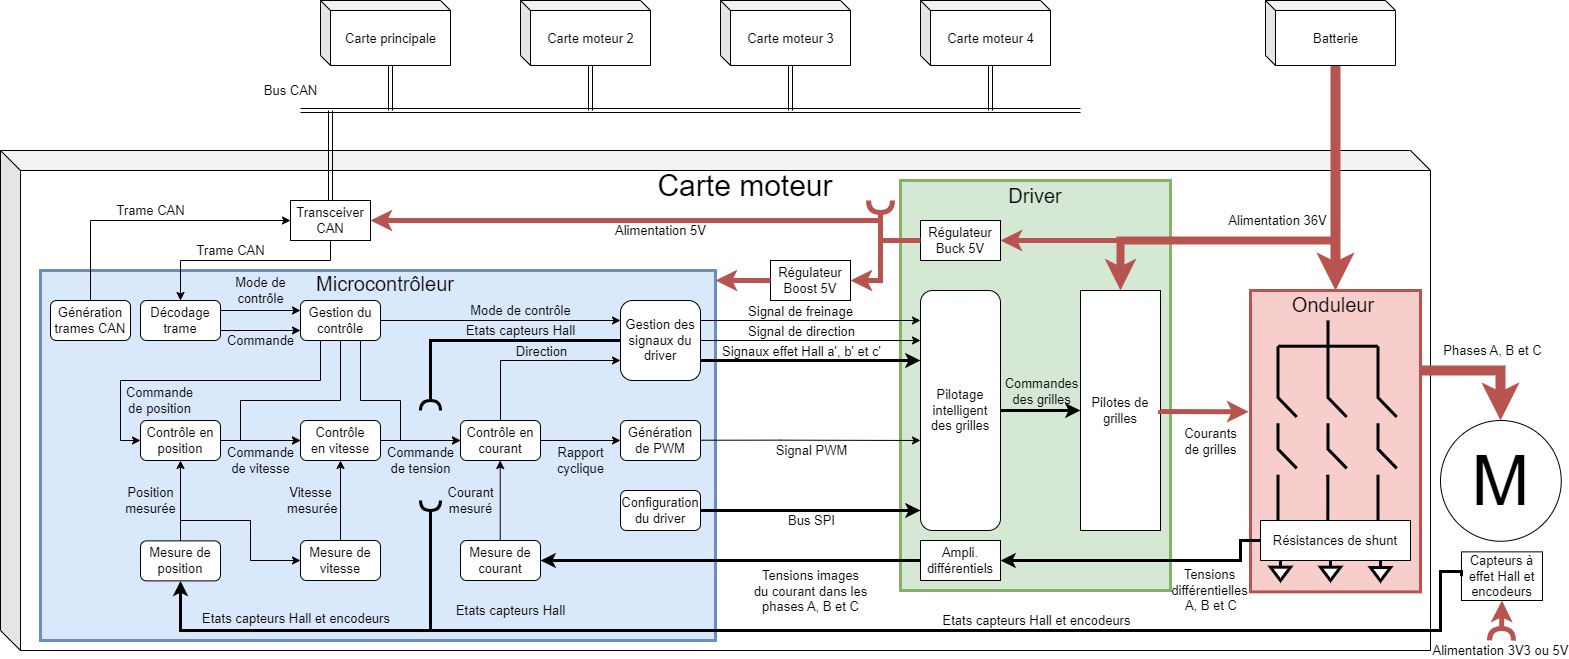 Carte principale
Carte moteur 2
Carte moteur 3
Carte moteur 4
Batterie
Bus CAN
Carte moteur
Driver
Trame CAN
Transceiver
CAN
Alimentation 5V
Régulateur
Buck 5V
Alimentation 36V
Trame CAN
Régulateur
Boost 5V
Microcontrôleur
Mode de
contrôle
Génération
trames CAN
Décodage
trame
Commande
Gestion du
contrôle
Mode de contrôle
Etats capteurs Hall
Direction
Gestion des
signaux du
driver
Signal de freinage
Signal de direction
Signaux effet Hall a', b' et c'
Onduleur
Phases A, B et C
Commande
de position
Contrôle en
position
Commande
de vitesse
Contrôle
en vitesse
Commande
de tension
Contrôle en
courant
Rapport
cyclique
Génération
de PWM
Signal PWM
Pilotage
intelligent
des grilles
Commandes
des grilles
Pilotes de
grilles
Courants
de grilles
M
Position
mesurée
Vitesse
mesurée
Courant
mesuré
Configuration
du driver
Bus SPI
Mesure de
position
Mesure de
vitesse
Mesure de
courant
Ampli.
différentiels
Résistances de shunt
Tensions images
du courant dans les
phases A, B et C
Tensions
différentielles
A, B et C
Capteurs à
effet Hall et
encodeurs
Etats capteurs Hall et encodeurs
Etats capteurs Hall
Etats capteurs Hall et encodeurs
Alimentation 3V3 ou 5V